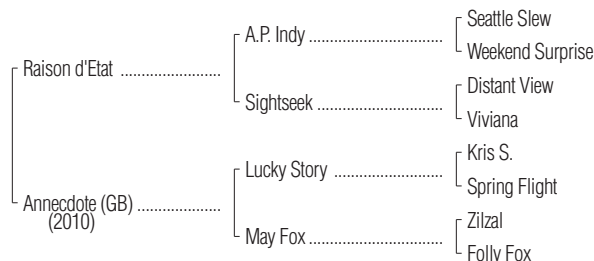 Seattle Slew
A.P. Indy ................................
Weekend Surprise
Raison d'Etat ........................
Distant View
Sightseek ..............................
Viviana
Kris S.
Lucky Story ..........................
Spring Flight
Annecdote (GB) ....................
(2010)
Zilzal
May Fox ................................
Folly Fox